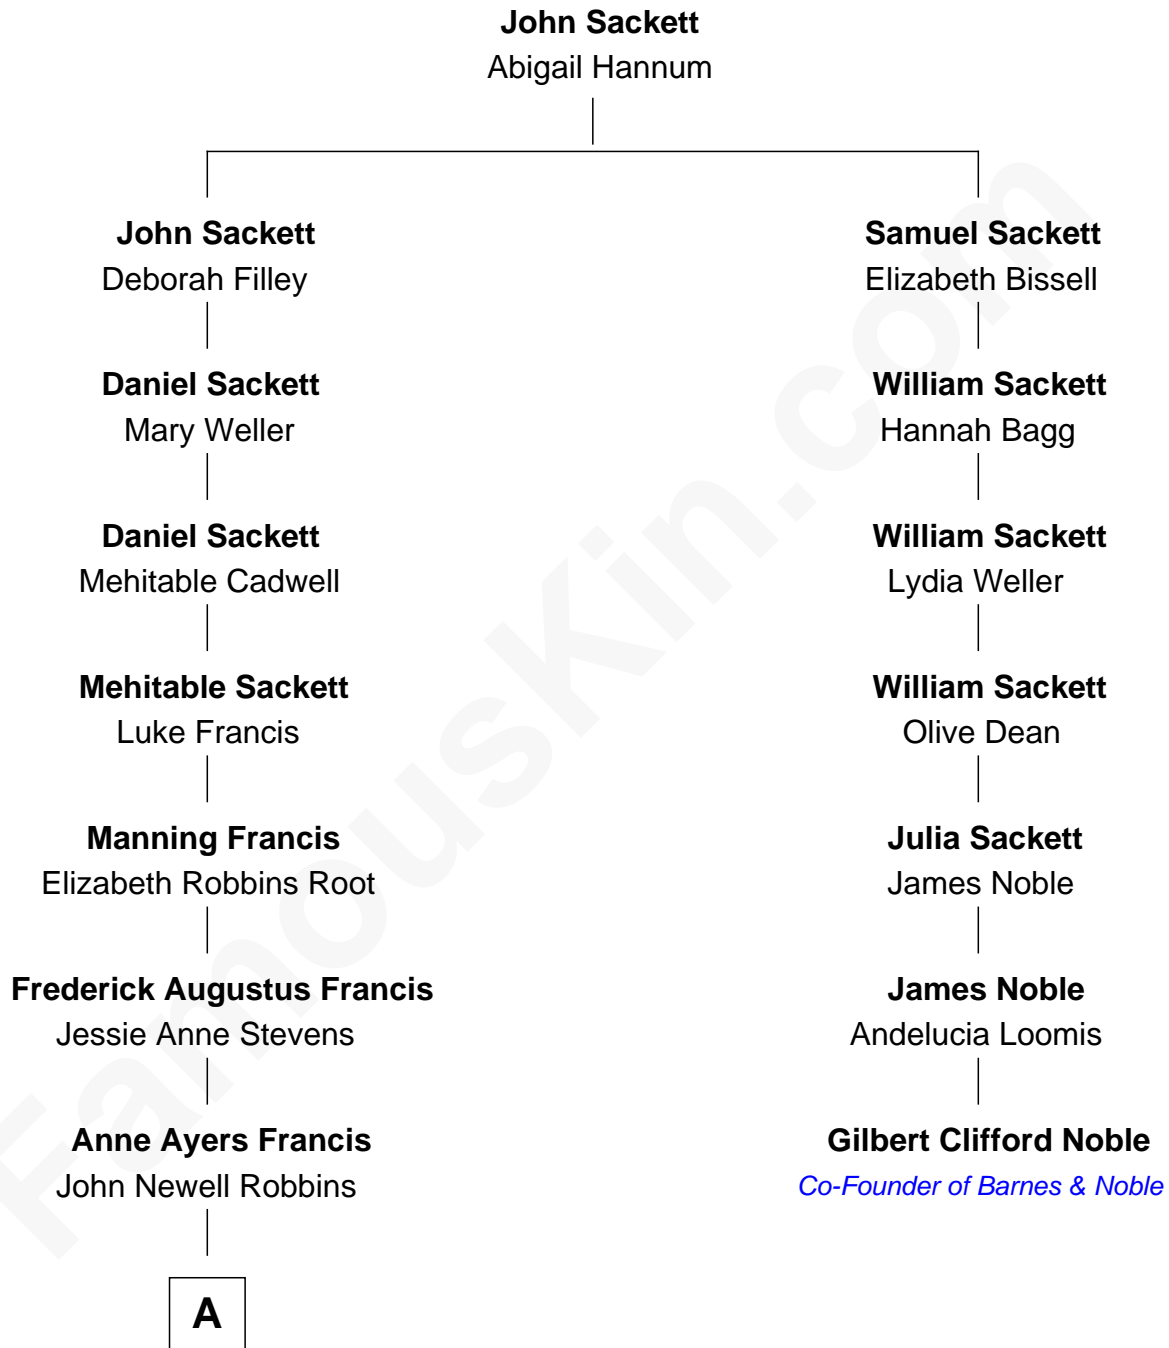 John Sackett
Abigail Hannum
John Sackett
Deborah Filley
Samuel Sackett
Elizabeth Bissell
Daniel Sackett
Mary Weller
William Sackett
Hannah Bagg
Daniel Sackett
Mehitable Cadwell
William Sackett
Lydia Weller
Mehitable Sackett
Luke Francis
William Sackett
Olive Dean
Manning Francis
Elizabeth Robbins Root
Julia Sackett
James Noble
Frederick Augustus Francis
Jessie Anne Stevens
James Noble
Andelucia Loomis
Anne Ayers Francis
John Newell Robbins
Gilbert Clifford Noble
Co-Founder of Barnes & Noble
A
FamousKin.com